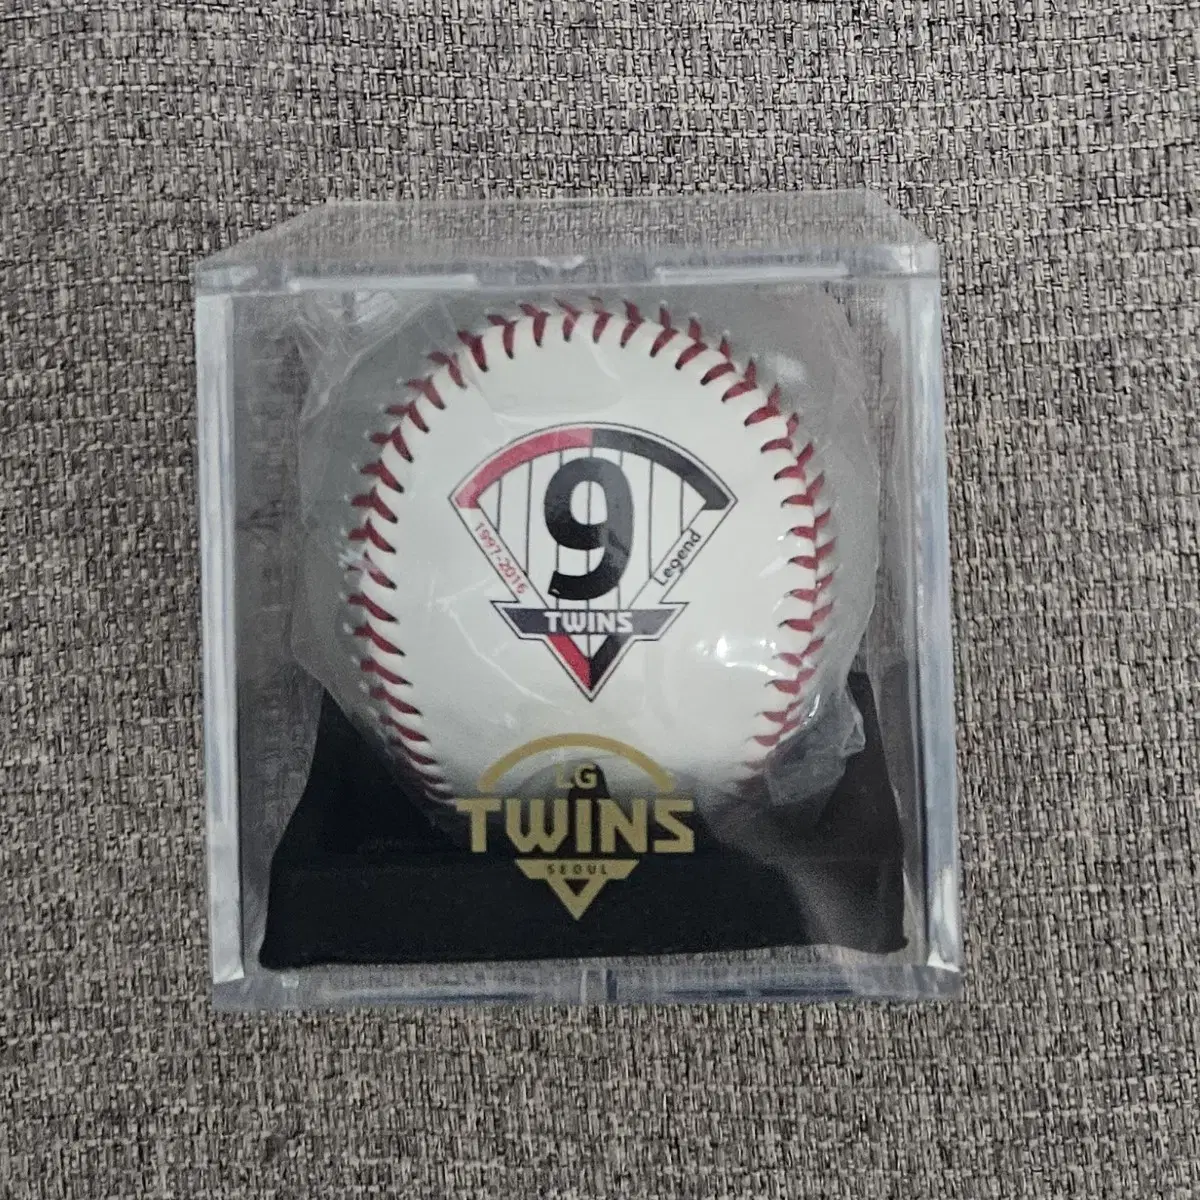 9
1997-2016
Legend
TWINS
LG
TWINS
SEOUL